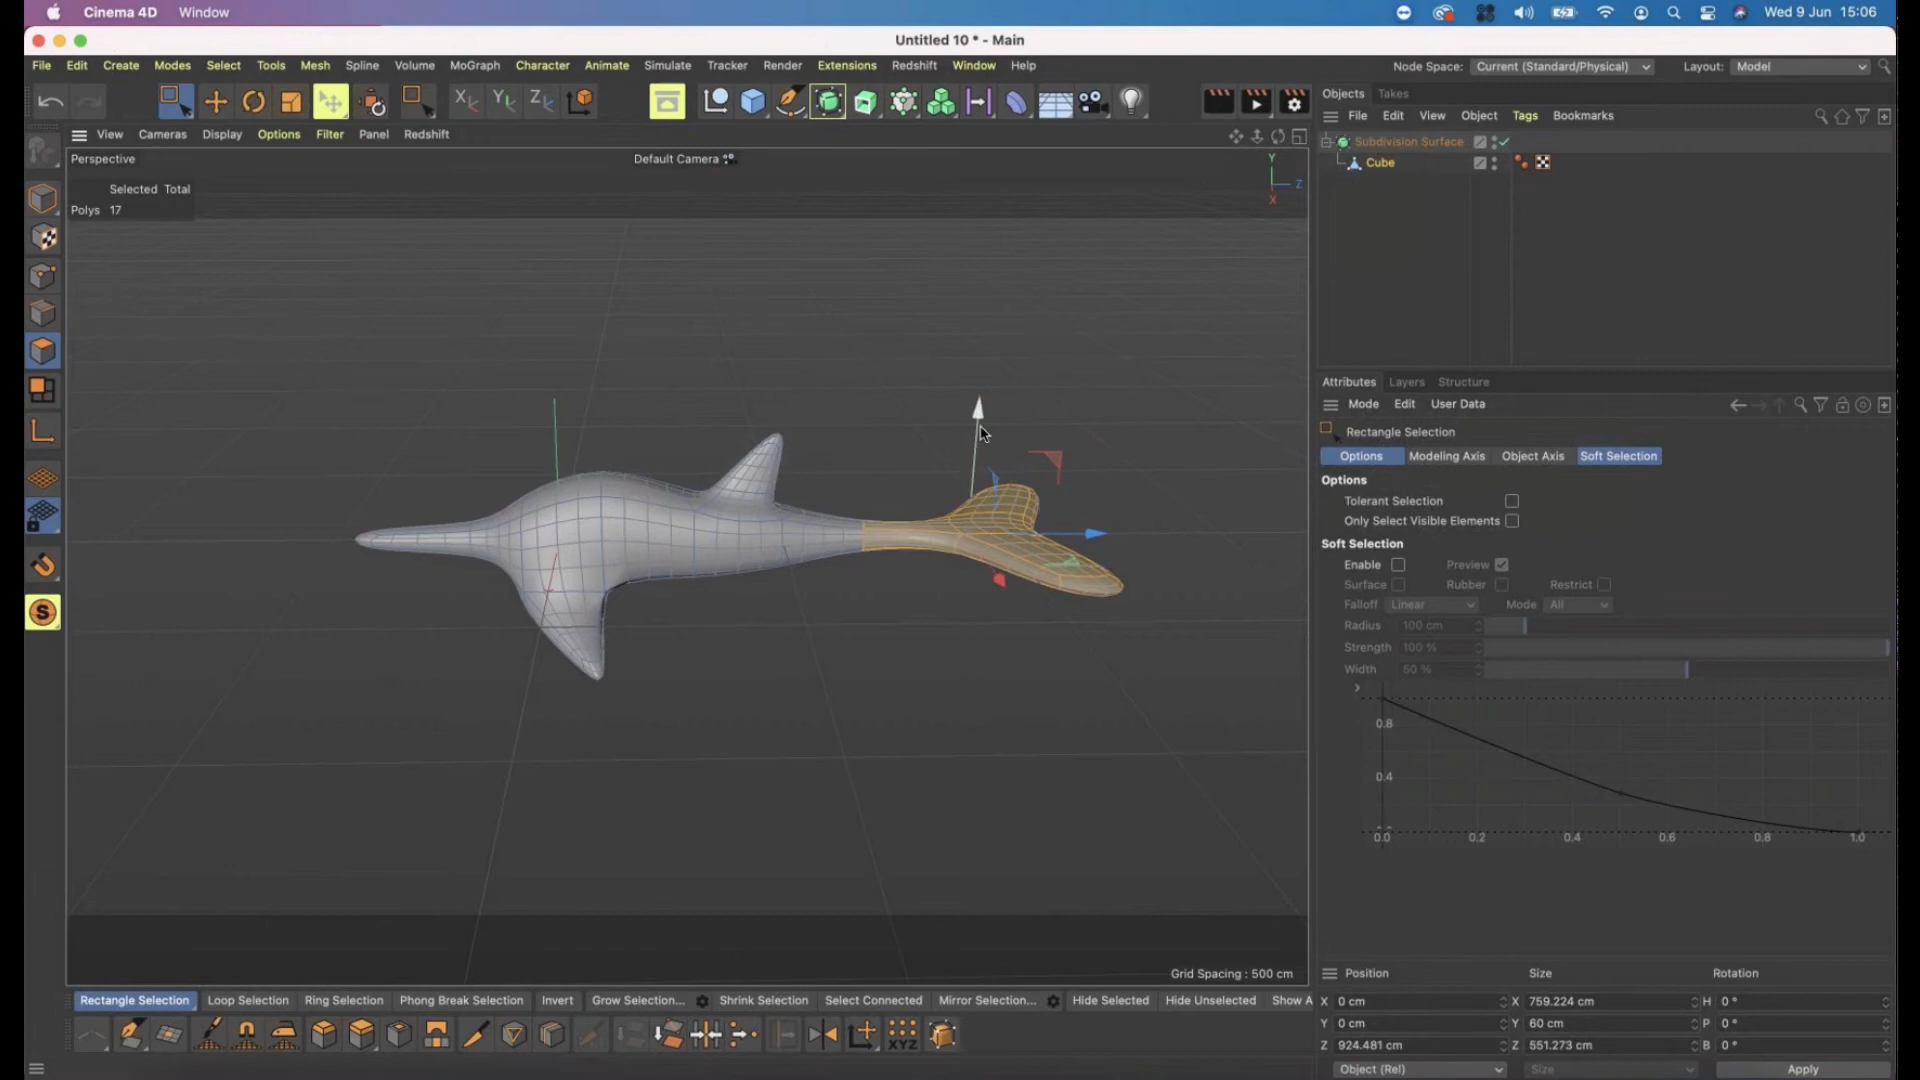 Cinema 4D Window Wed 9 Jun 15:06
Untitled 10 * - Main
File Edit Create Modes Select Tools Mesh Spline Volume MoGraph Character Animate Simulate Tracker Render Extensions Redshift Window Help Node Space: Current (Standard/Physical) Layout: Model
Objects Takes
File Edit View Object Tags Bookmarks
View Cameras Display Options Filter Panel Redshift
Subdivision Surface
Cube
Perspective Default Camera
Y
Z
X
Selected Total
Polys 17
Attributes Layers Structure
Mode Edit User Data
Rectangle Selection
Options Modeling Axis Object Axis Soft Selection
Options
Tolerant Selection
Only Select Visible Elements
Soft Selection
Enable Preview
Surface Rubber Restrict
Falloff Linear Mode All
Radius 100 cm
Strength 100 %
Width 50 %
0.8
0.4
0.0 0.2 0.4 0.6 0.8 1.0
Grid Spacing : 500 cm
Position Size Rotation
X 0 cm X 759.224 cm H 0 °
Y 0 cm Y 60 cm P 0 °
Z 924.481 cm Z 551.273 cm B 0 °
Object (Rel) Size Apply
Rectangle Selection Loop Selection Ring Selection Phong Break Selection Invert Grow Selection... Shrink Selection Select Connected Mirror Selection... Hide Selected Hide Unselected Show A
XYZ